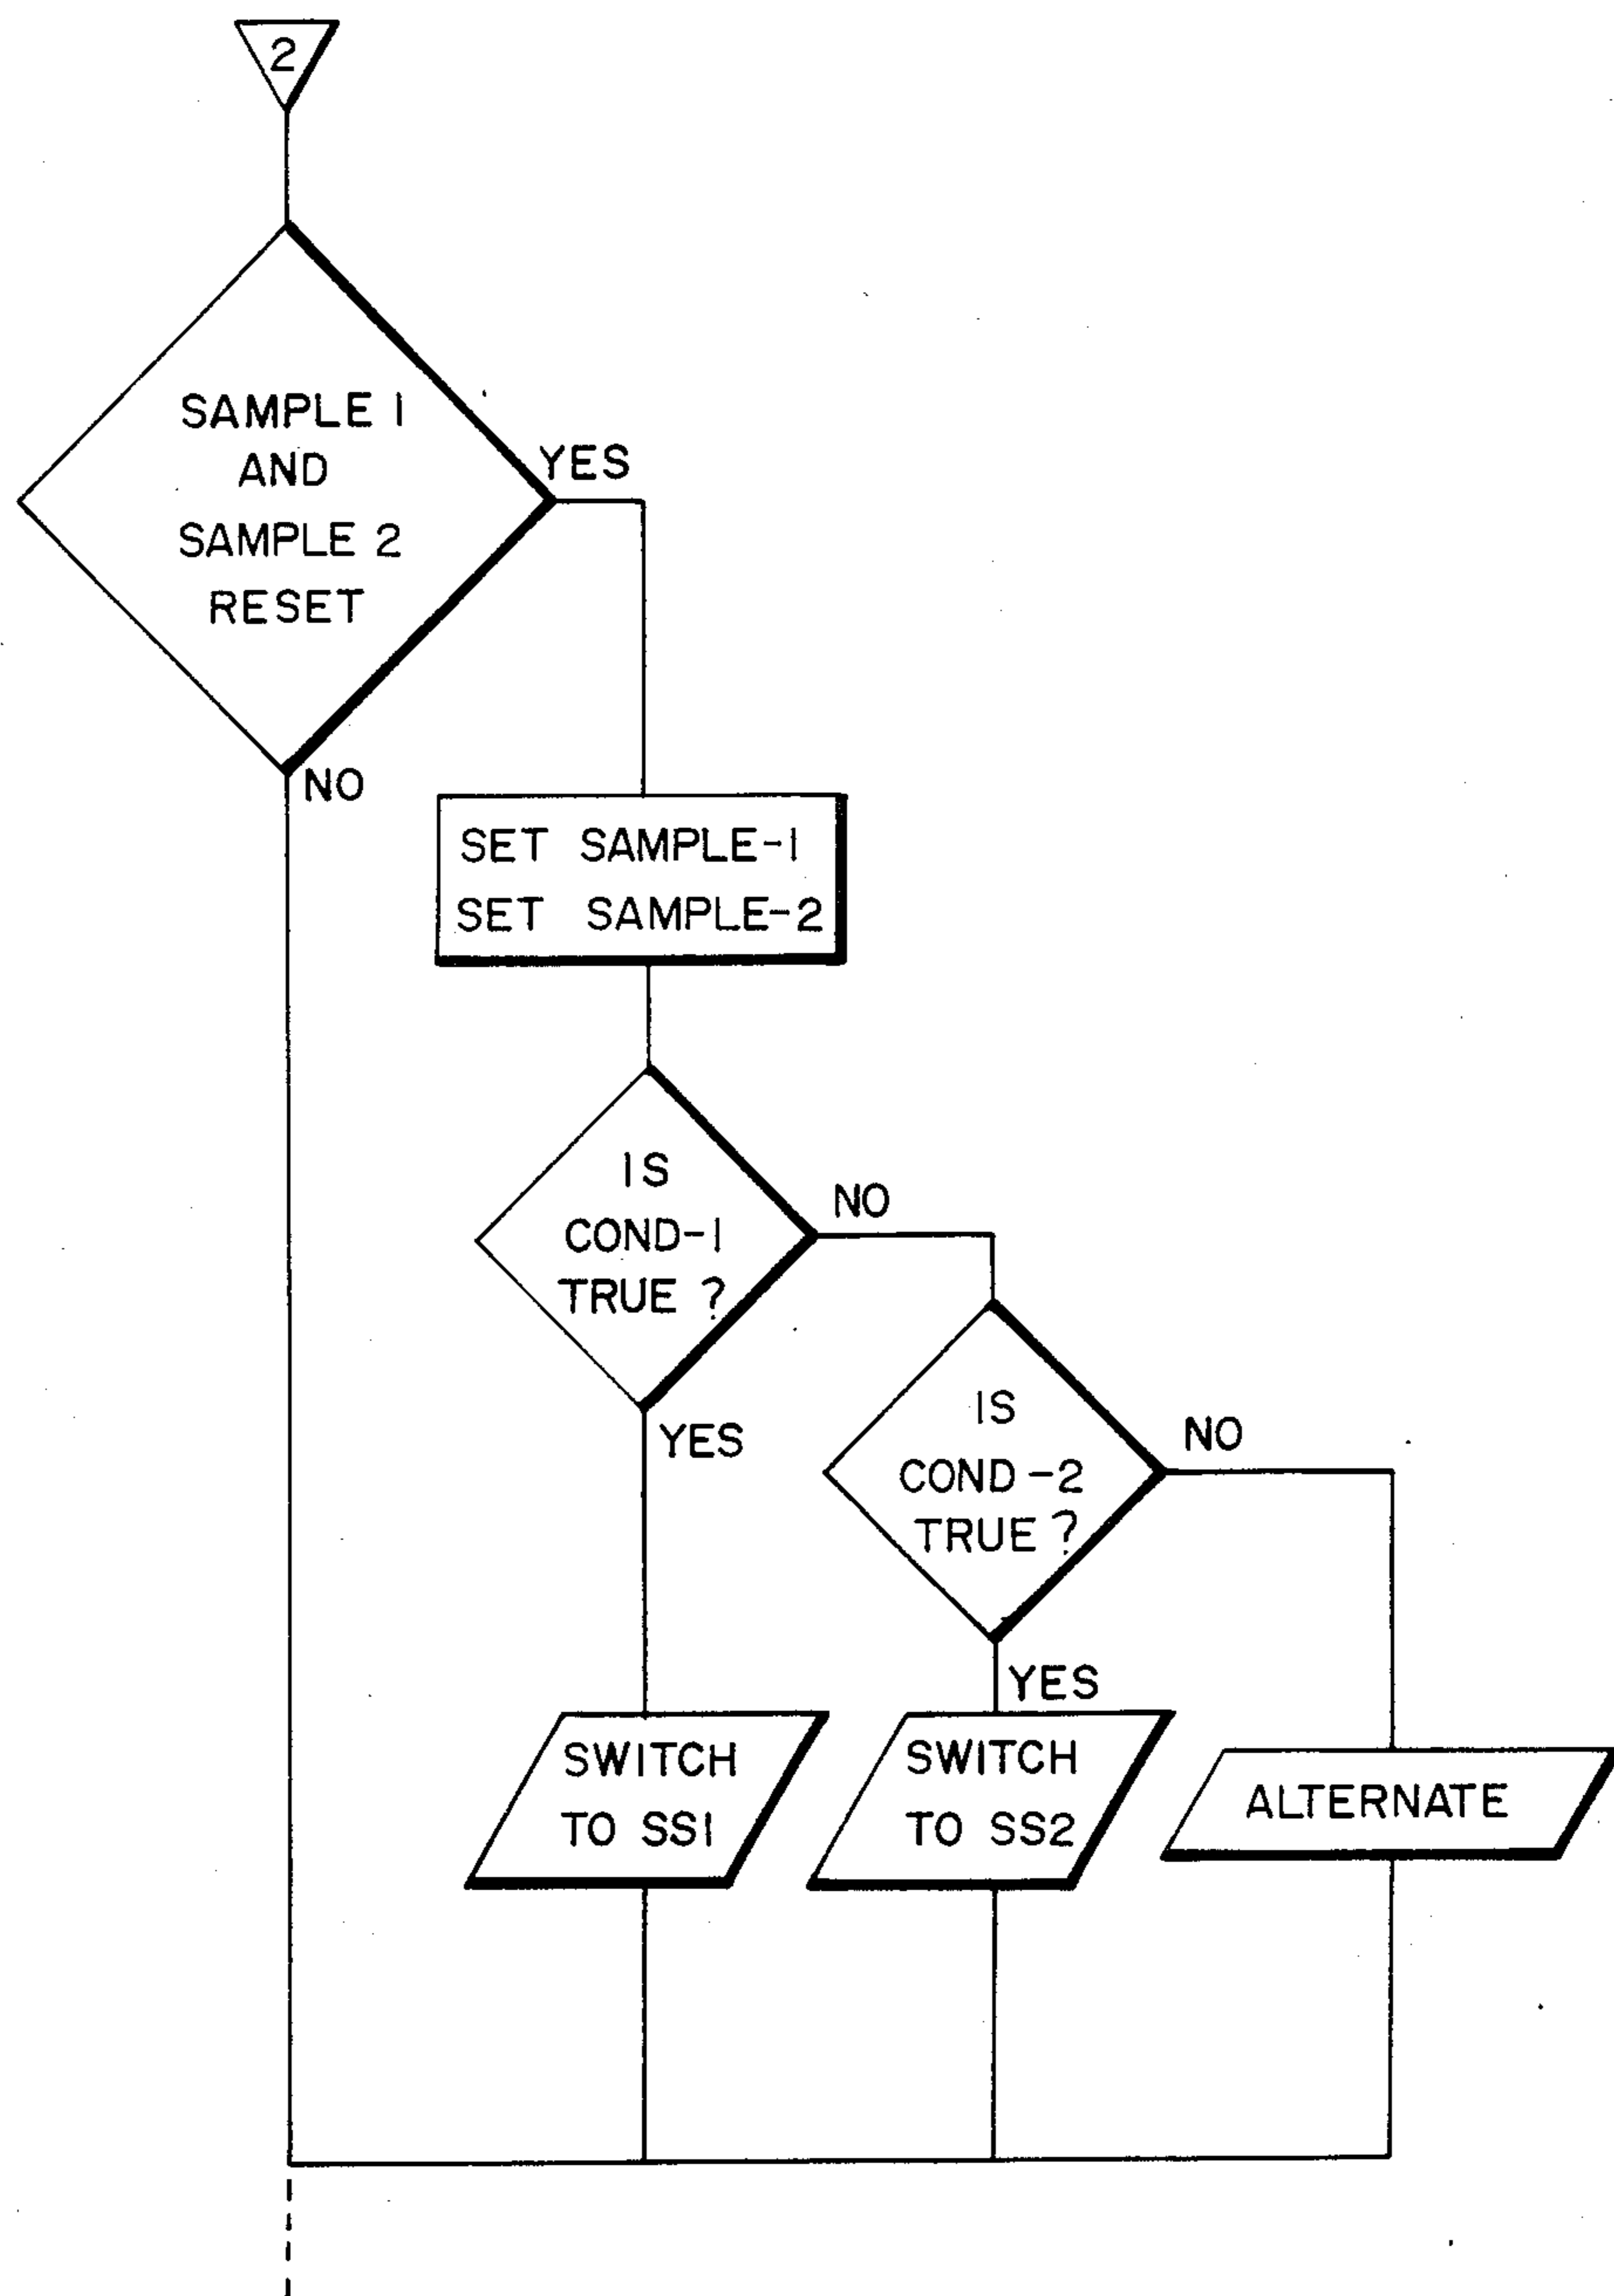 2
SAMPLE 1
AND
SAMPLE 2
RESET
YES
NO
SET SAMPLE-1
SET SAMPLE-2
IS
COND-1
TRUE ?
NO
YES
IS
COND-2
TRUE ?
NO
YES
SWITCH
TO SS1
SWITCH
TO SS2
ALTERNATE